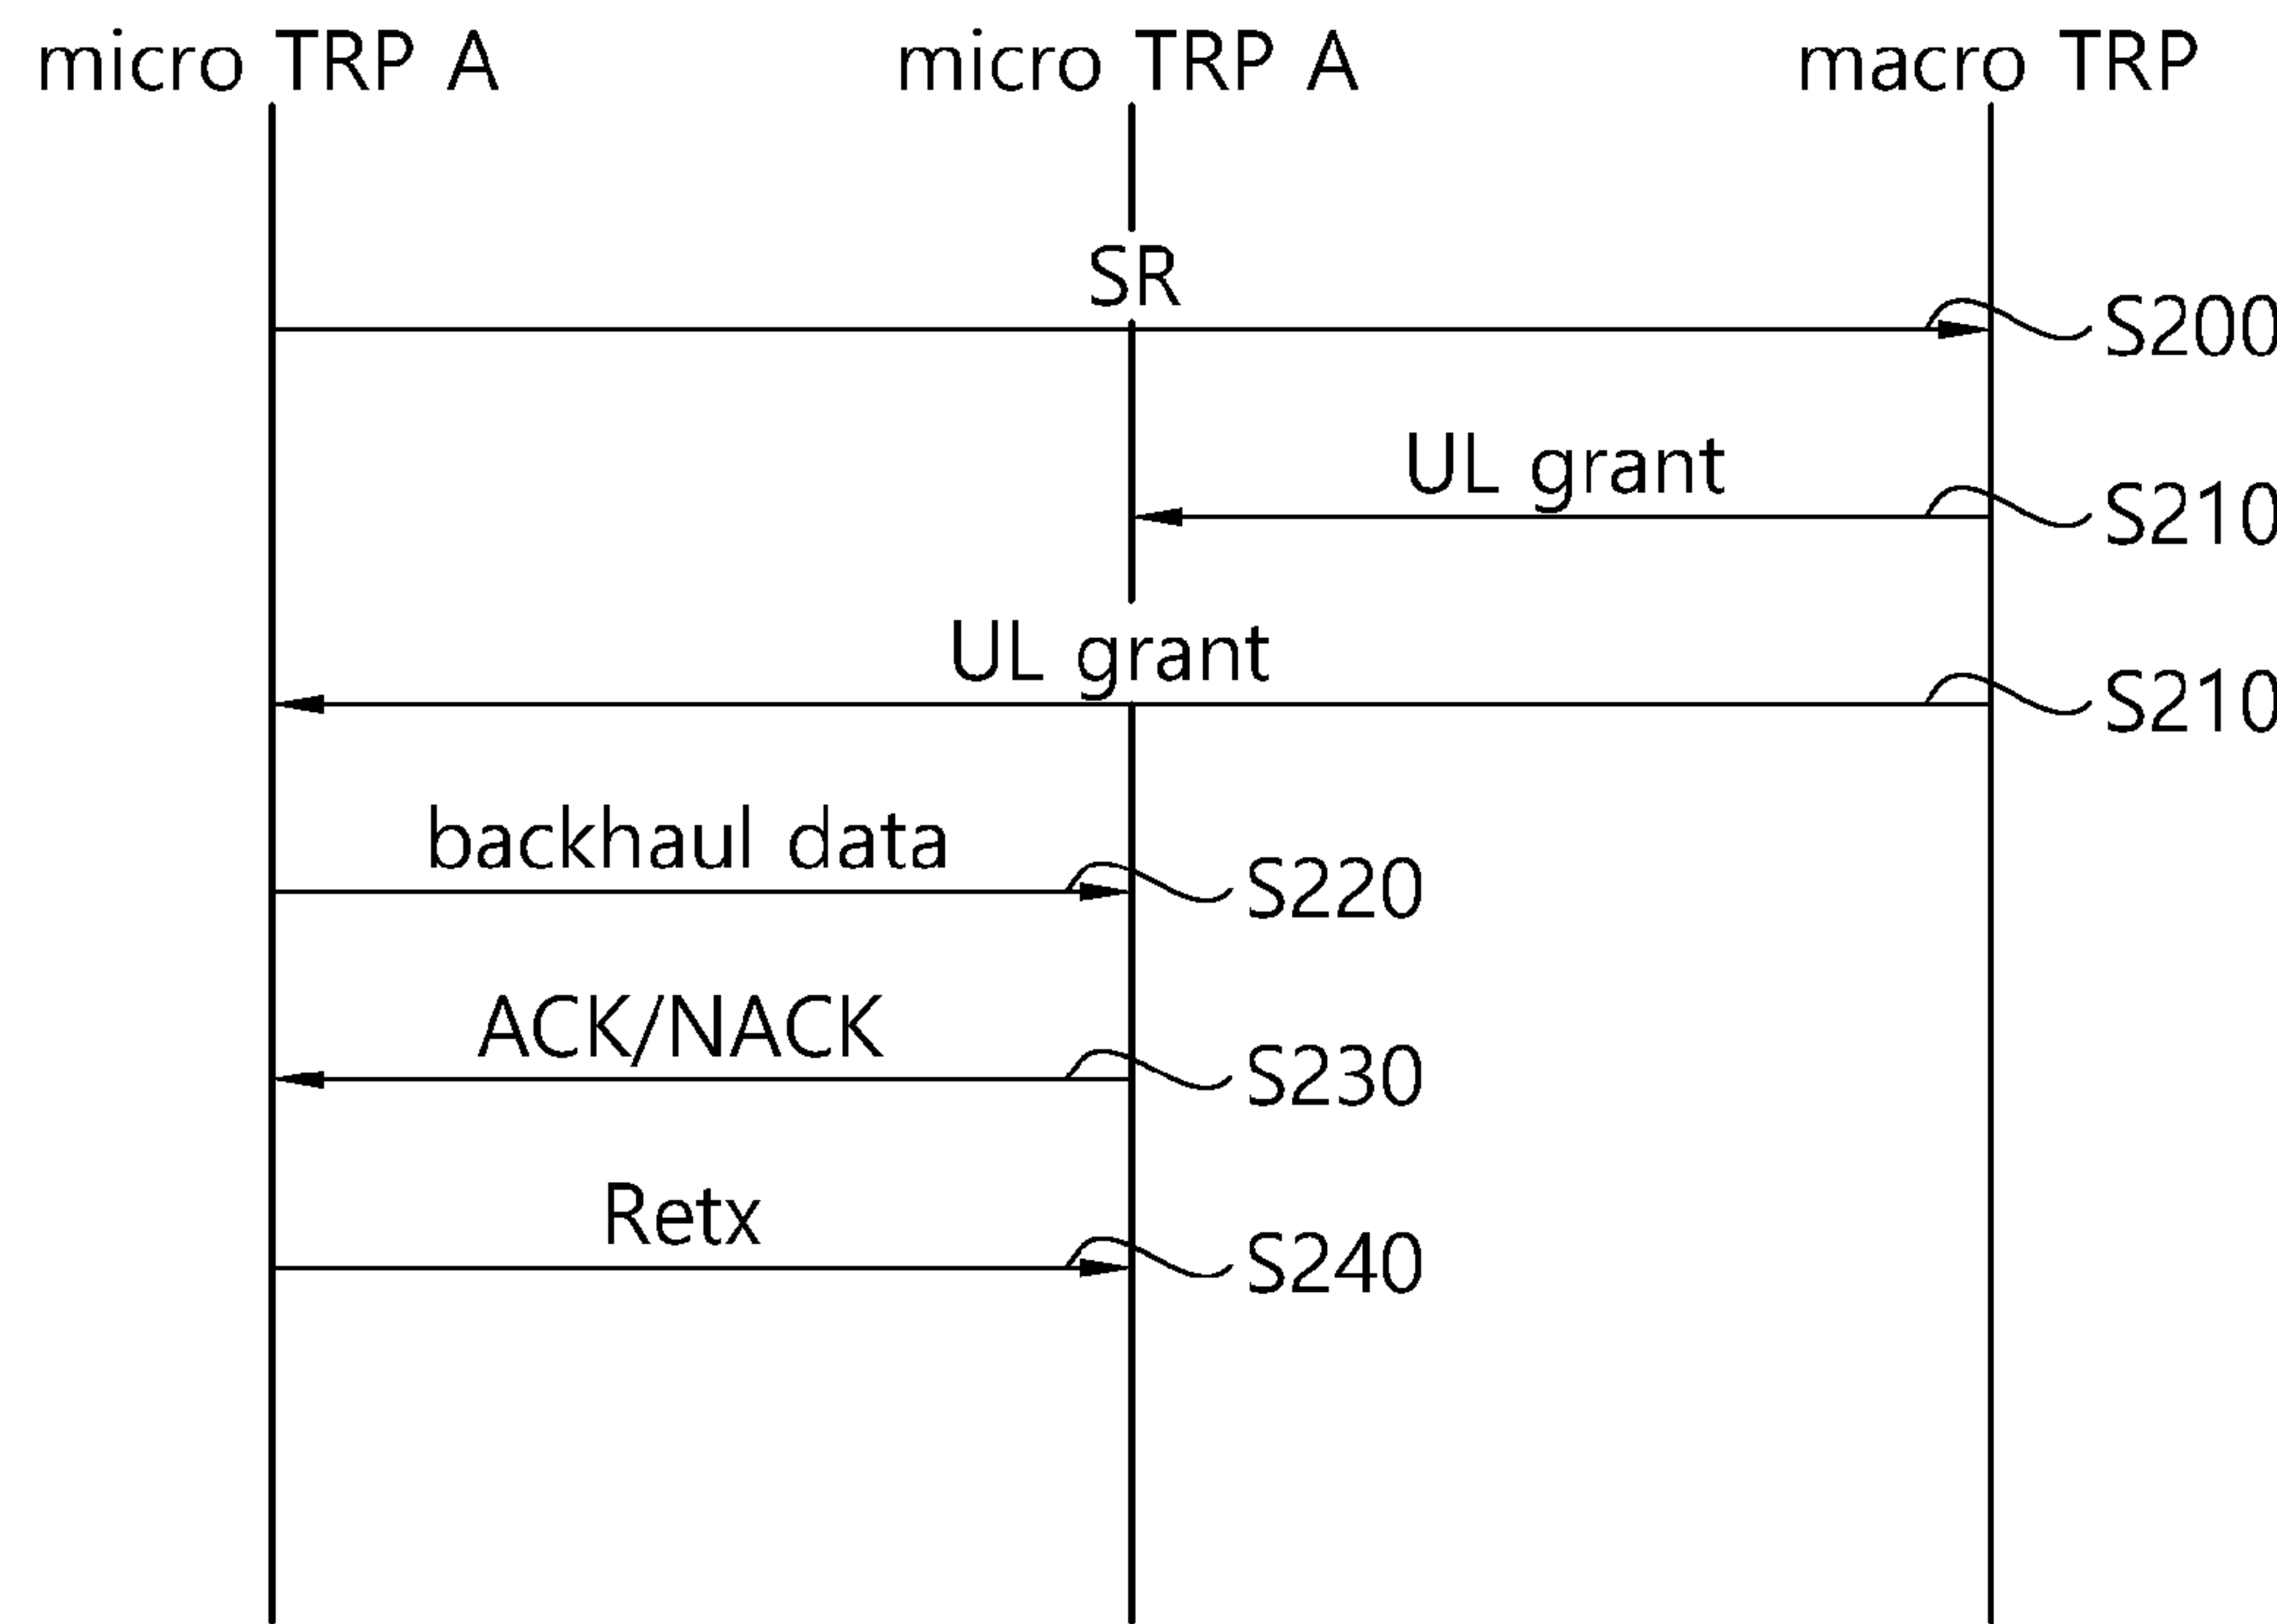 micro TRP A
micro TRP A
macro TRP
SR
S200
UL grant
S210
UL grant
S210
backhaul data
S220
ACK/NACK
S230
Retx
S240